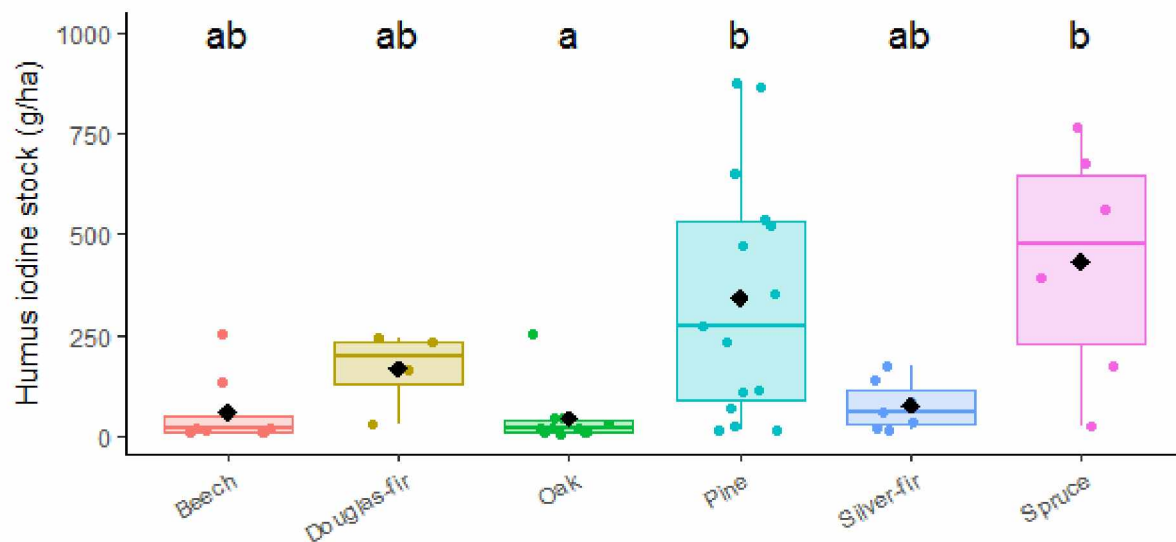 Humus iodine stock (g/ha)
1000
750
500
250
0
ab ab a b ab b
Beech Douglas-fir Oak Pine Silver-fir Spruce